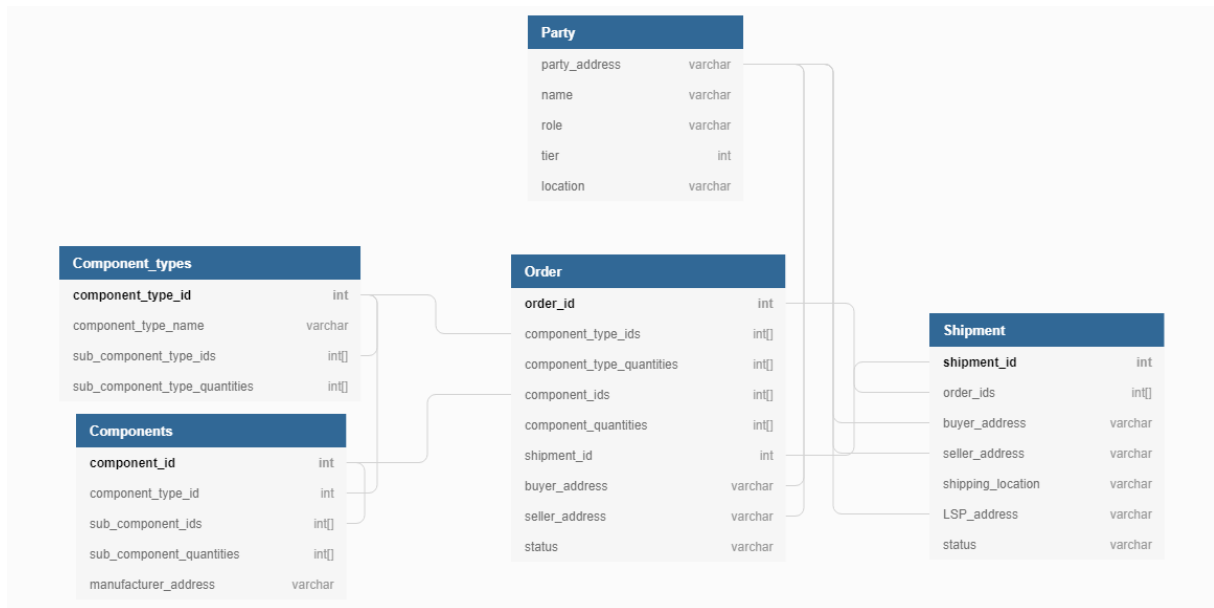 Party
party_address varchar
name varchar
role varchar
tier int
location varchar
Component_types
component_type_id int
component_type_name varchar
sub_component_type_ids int[]
sub_component_type_quantities int[]
Components
component_id int
component_type_id int
sub_component_ids int[]
sub_component_quantities int[]
manufacturer_address varchar
Order
order_id int
component_type_ids int[]
component_type_quantities int[]
component_ids int[]
component_quantities int[]
shipment_id int
buyer_address varchar
seller_address varchar
status varchar
Shipment
shipment_id int
order_ids int[]
buyer_address varchar
seller_address varchar
shipping_location varchar
LSP_address varchar
status varchar